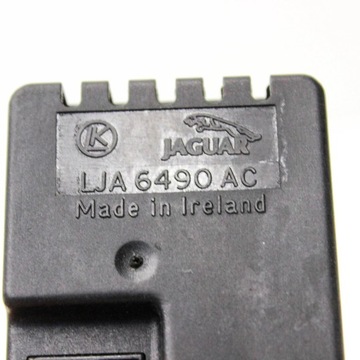 K
JAGUAR
LJA 6490 AC
Made in Ireland